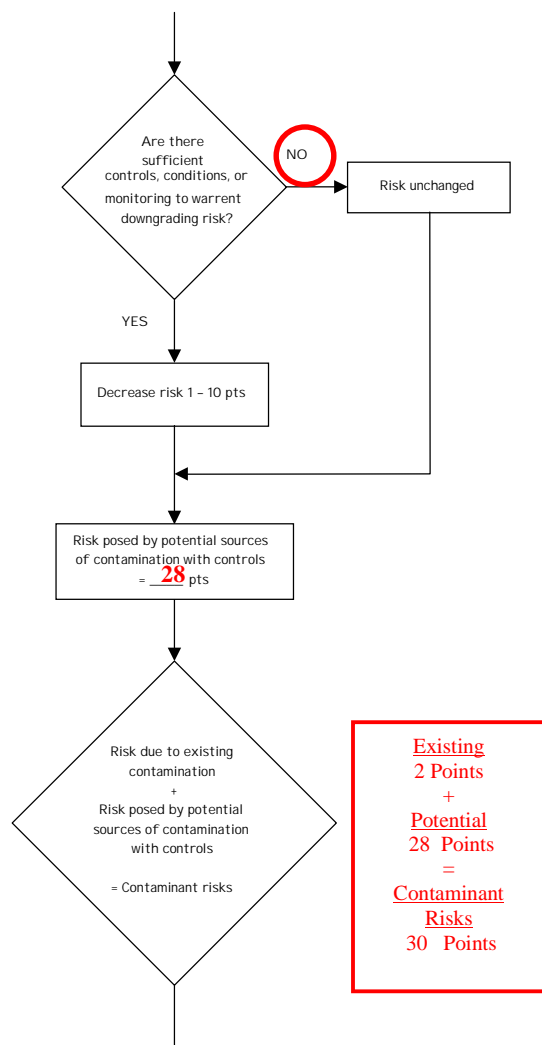 Are there
sufficient
controls, conditions, or
monitoring to warrent
downgrading risk?
NO
Risk unchanged
YES
Decrease risk 1 – 10 pts
Risk posed by potential sources
of contamination with controls
= 28 pts
Risk due to existing
contamination
+
Risk posed by potential
sources of contamination
with controls
= Contaminant risks
Existing
2 Points
+
Potential
28 Points
=
Contaminant
Risks
30 Points